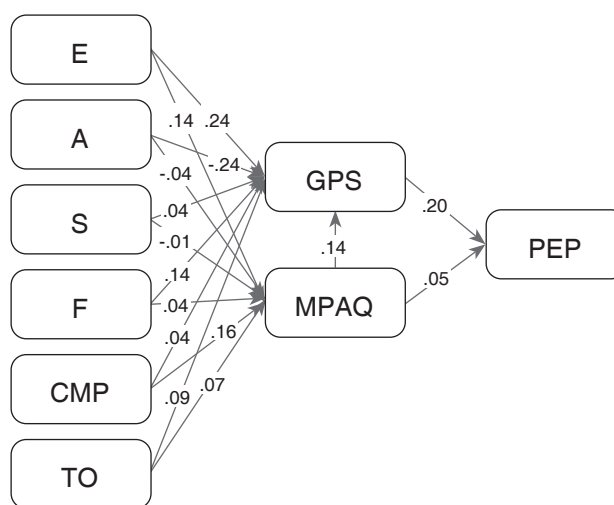 E
.14
.24
A
-.24
-.04
GPS
S
.04
.20
-.01
PEP
.14
.14
F
.04
MPAQ
.05
.04
.16
CMP
.09
.07
TO